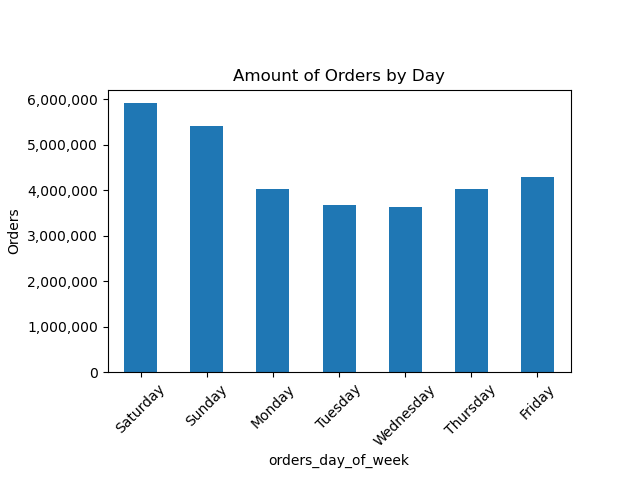 Amount of Orders by Day
Orders
6,000,000
5,000,000
4,000,000
3,000,000
2,000,000
1,000,000
0
Saturday
Sunday
Monday
Tuesday
Wednesday
Thursday
Friday
orders_day_of_week